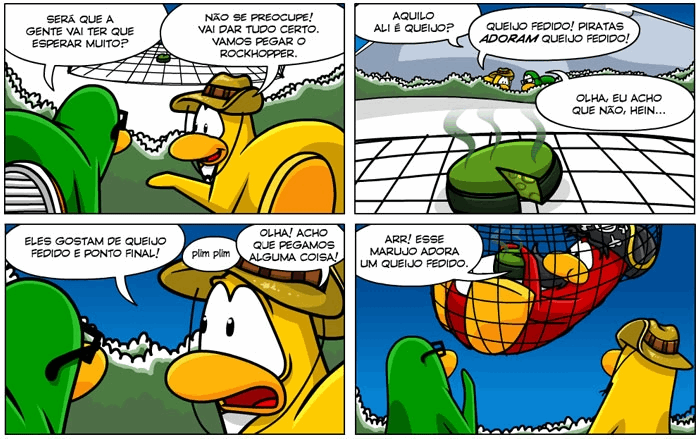 SERÁ QUE A
GENTE VAI TER QUE
ESPERAR MUITO?
NÃO SE PREOCUPE!
VAI DAR TUDO CERTO.
VAMOS PEGAR O
ROCKHOPPER.
AQUILO
ALI É QUEIJO?
QUEIJO FEDIDO! PIRATAS
ADORAM QUEIJO FEDIDO!
OLHA, EU ACHO
QUE NÃO, HEIN...
ELES GOSTAM DE QUEIJO
FEDIDO E PONTO FINAL!
plim plim
OLHA! ACHO
QUE PEGAMOS
ALGUMA COISA!
ARR! ESSE
MARUJO ADORA
UM QUEIJO FEDIDO.